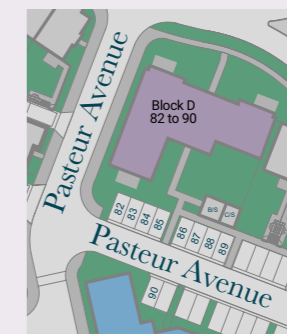 Pasteur Avenue
Block D
82 to 90
82 83 84 85
86 87 88 89
B/S C/S
Pasteur Avenue
90